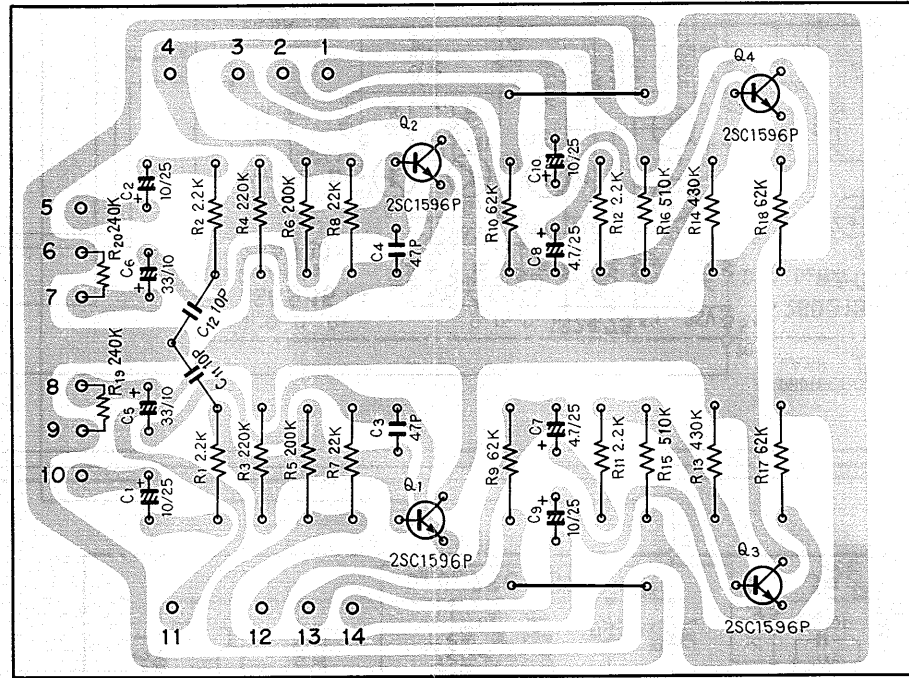 4 3 2 1
Q4
2SC1596P
Q2
2SC1596P
5
6
7
8
9
10
C2 10/25
R20 240K
C6 33/10
R2 2.2K
R4 220K
R6 200K
R8 22K
C4 47P
R10 62K
C10 10/25
C8 4.7/25
R12 2.2K
R16 510K
R14 430K
R18 62K
C12 10P
C11 10P
R19 240K
C5 33/10
C1 10/25
R1 2.2K
R3 220K
R5 200K
R7 22K
C3 47P
Q1
2SC1596P
R9 62K
C7 4.7/25
C9 10/25
R11 2.2K
R15 510K
R13 430K
R17 62K
Q3
2SC1596P
11 12 13 14